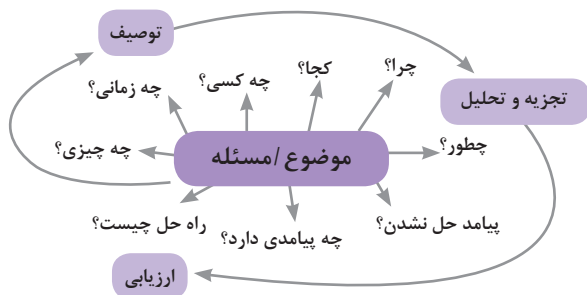 توصیف
چرا؟
کجا؟
چه کسی؟
چه زمانی؟
تجزیه و تحلیل
چطور؟
موضوع /مسئله
چه چیزی؟
پیامد حل نشدن؟
چه پیامدی دارد؟
راه حل چیست؟
ارزیابی